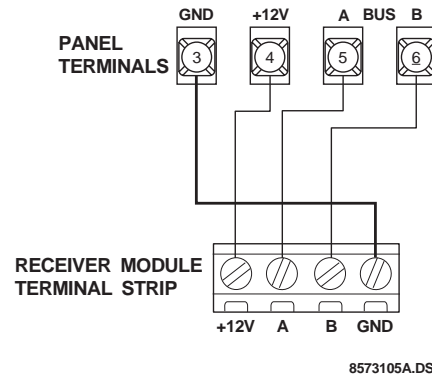 GND +12V A BUS B
PANEL TERMINALS
3 4 5 6
RECEIVER MODULE
TERMINAL STRIP
+12V A B GND
8573105A.DS